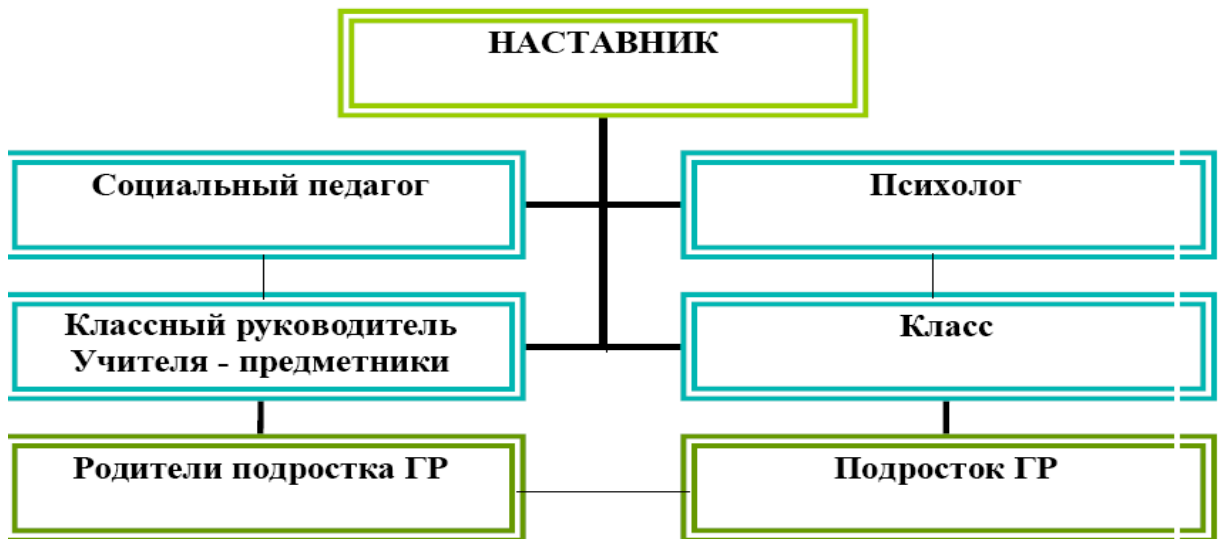 НАСТАВНИК
Социальный педагог
Психолог
Классный руководитель
Учителя - предметники
Класс
Родители подростка ГР
Подросток ГР